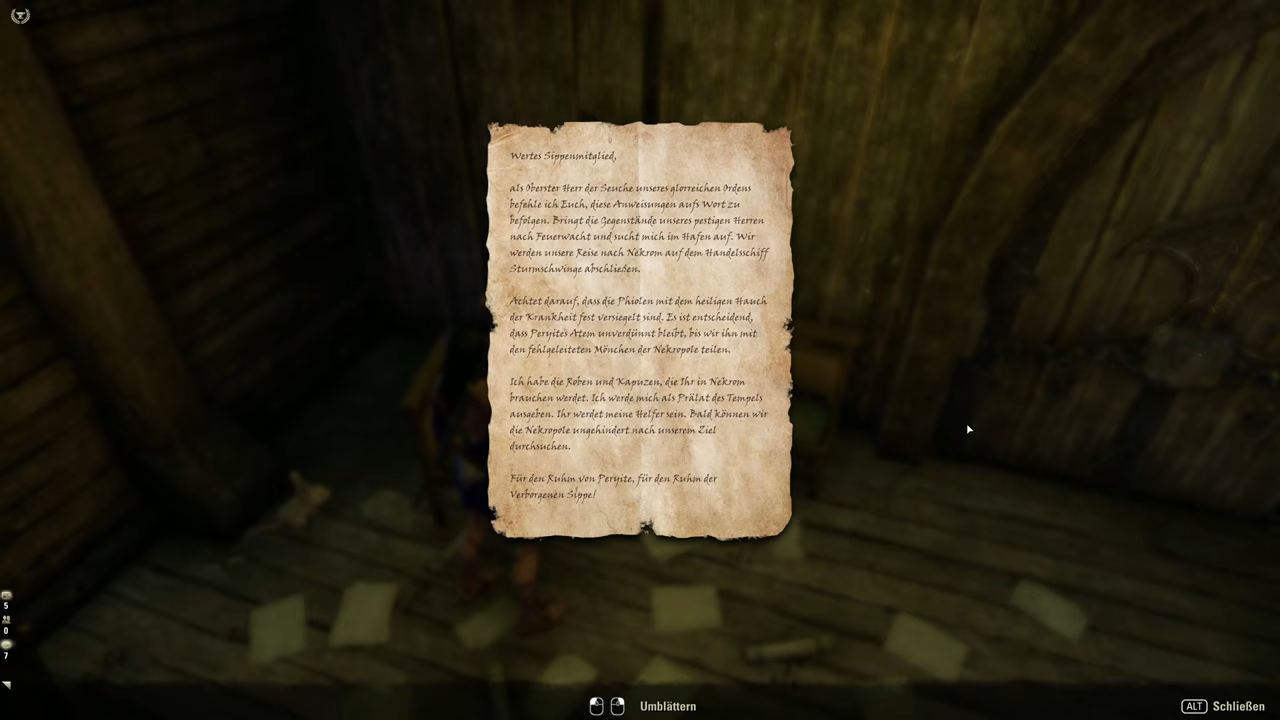 Wertes Sippenmitglied,
als Oberster Herr der Seuche unseres glorreichen Ordens
befehle ich Euch, diese Anweisungen aufs Wort zu
befolgen. Bringt die Gegenstände unseres pestigen Herren
nach Feuerwacht und sucht mich im Hafen auf. Wir
werden unsere Reise nach Nekrom auf dem Handelsschiff
Sturmschwinge abschließen.
Achtet darauf, dass die Phiolen mit dem heiligen Hauch
der Krankheit fest versiegelt sind. Es ist entscheidend,
dass Peryites Atem unverdünnt bleibt, bis wir ihn mit
den fehlgeleiteten Mönchen der Nekropole teilen.
Ich habe die Roben und Kapuzen, die Ihr in Nekrom
brauchen werdet. Ich werde mich als Prälat des Tempels
ausgeben. Ihr werdet meine Helfer sein. Bald können wir
die Nekropole ungehindert nach unserem Ziel
durchsuchen.
Für den Ruhm von Peryite, für den Ruhm der
Verborgenen Sippe!
5
0
7
Umblättern
ALT Schließen